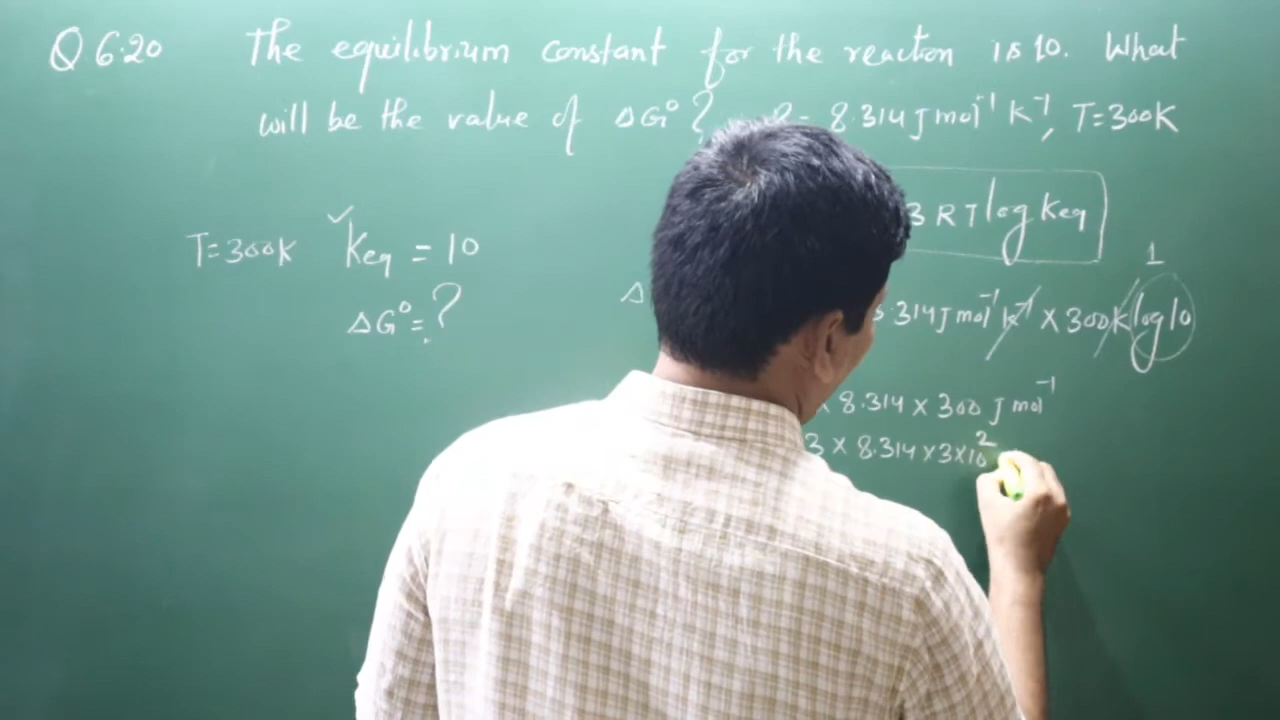 Q 6.20 The equilibrium constant for the reaction is 10. What
will be the value of ΔG° ? 8.314 J mol⁻¹ K⁻¹, T=300K
3 RT log Keq
T=300K Keq = 10
1
ΔG° = ?
Δ .314 J mol⁻¹ K⁻¹ × 300K log 10
× 8.314 × 300 J mol⁻¹
3 × 8.314 × 3 × 10²